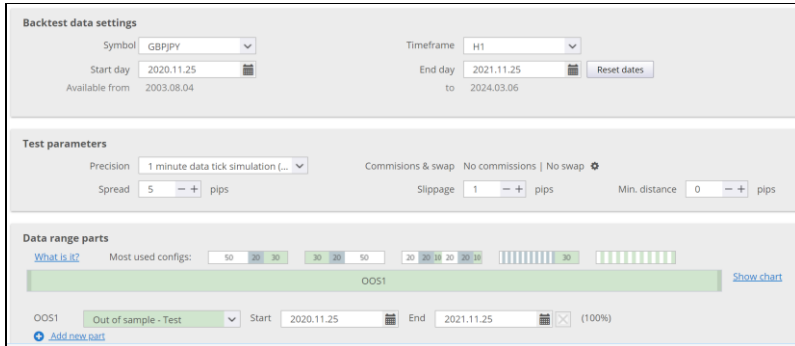 Backtest data settings
Symbol GBPJPY Timeframe H1
Start day 2020.11.25 End day 2021.11.25 Reset dates
Available from 2003.08.04 to 2024.03.06
Test parameters
Precision 1 minute data tick simulation (... Commisions & swap No commissions | No swap
Spread 5 − + pips Slippage 1 − + pips Min. distance 0 − + pips
Data range parts
What is it? Most used configs: 50 20 30 30 20 50 20 20 10 20 20 10 30
OOS1 Show chart
OOS1 Out of sample - Test Start 2020.11.25 End 2021.11.25 (100%)
Add new part